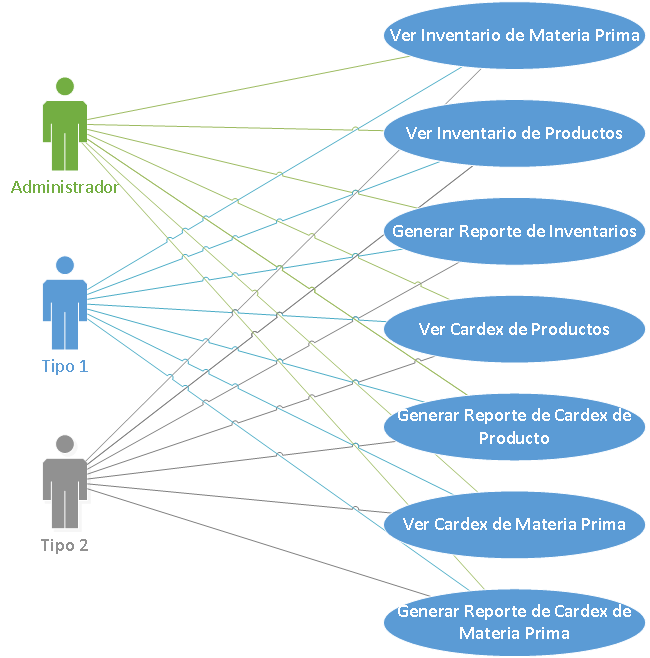 Ver Inventario de Materia Prima
Administrador
Ver Inventario de Productos
Generar Reporte de Inventarios
Tipo 1
Ver Cardex de Productos
Generar Reporte de Cardex de
Producto
Tipo 2
Ver Cardex de Materia Prima
Generar Reporte de Cardex de
Materia Prima